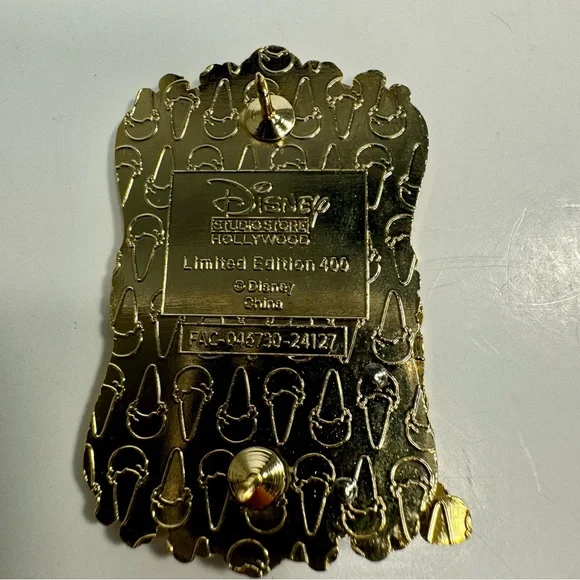 Disney
STUDIO STORE
HOLLYWOOD
Limited Edition 400
© Disney
China
FAC-046730-24127